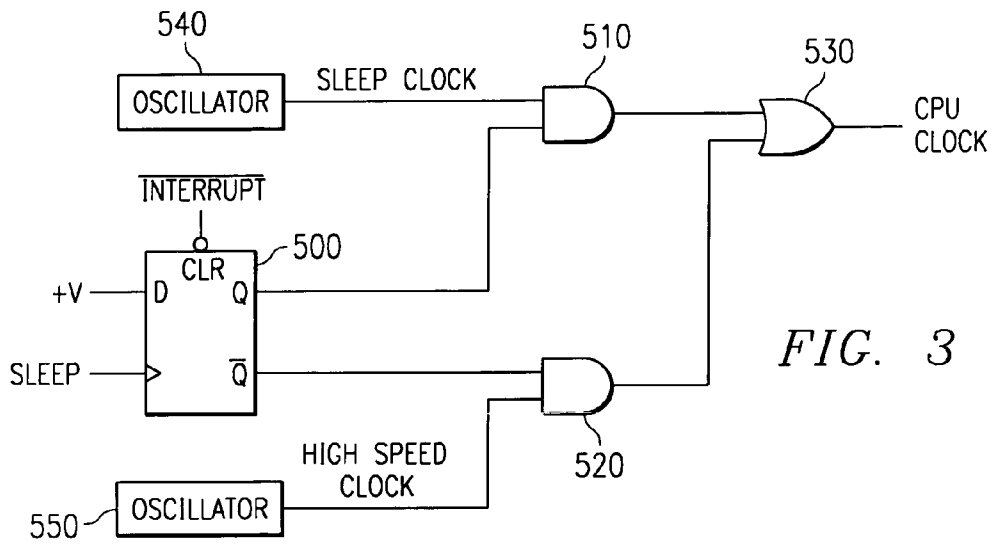 540
510
530
OSCILLATOR
SLEEP CLOCK
CPU
CLOCK
INTERRUPT
500
CLR
+V
D
Q
FIG. 3
SLEEP
Q̅
HIGH SPEED
CLOCK
520
550
OSCILLATOR